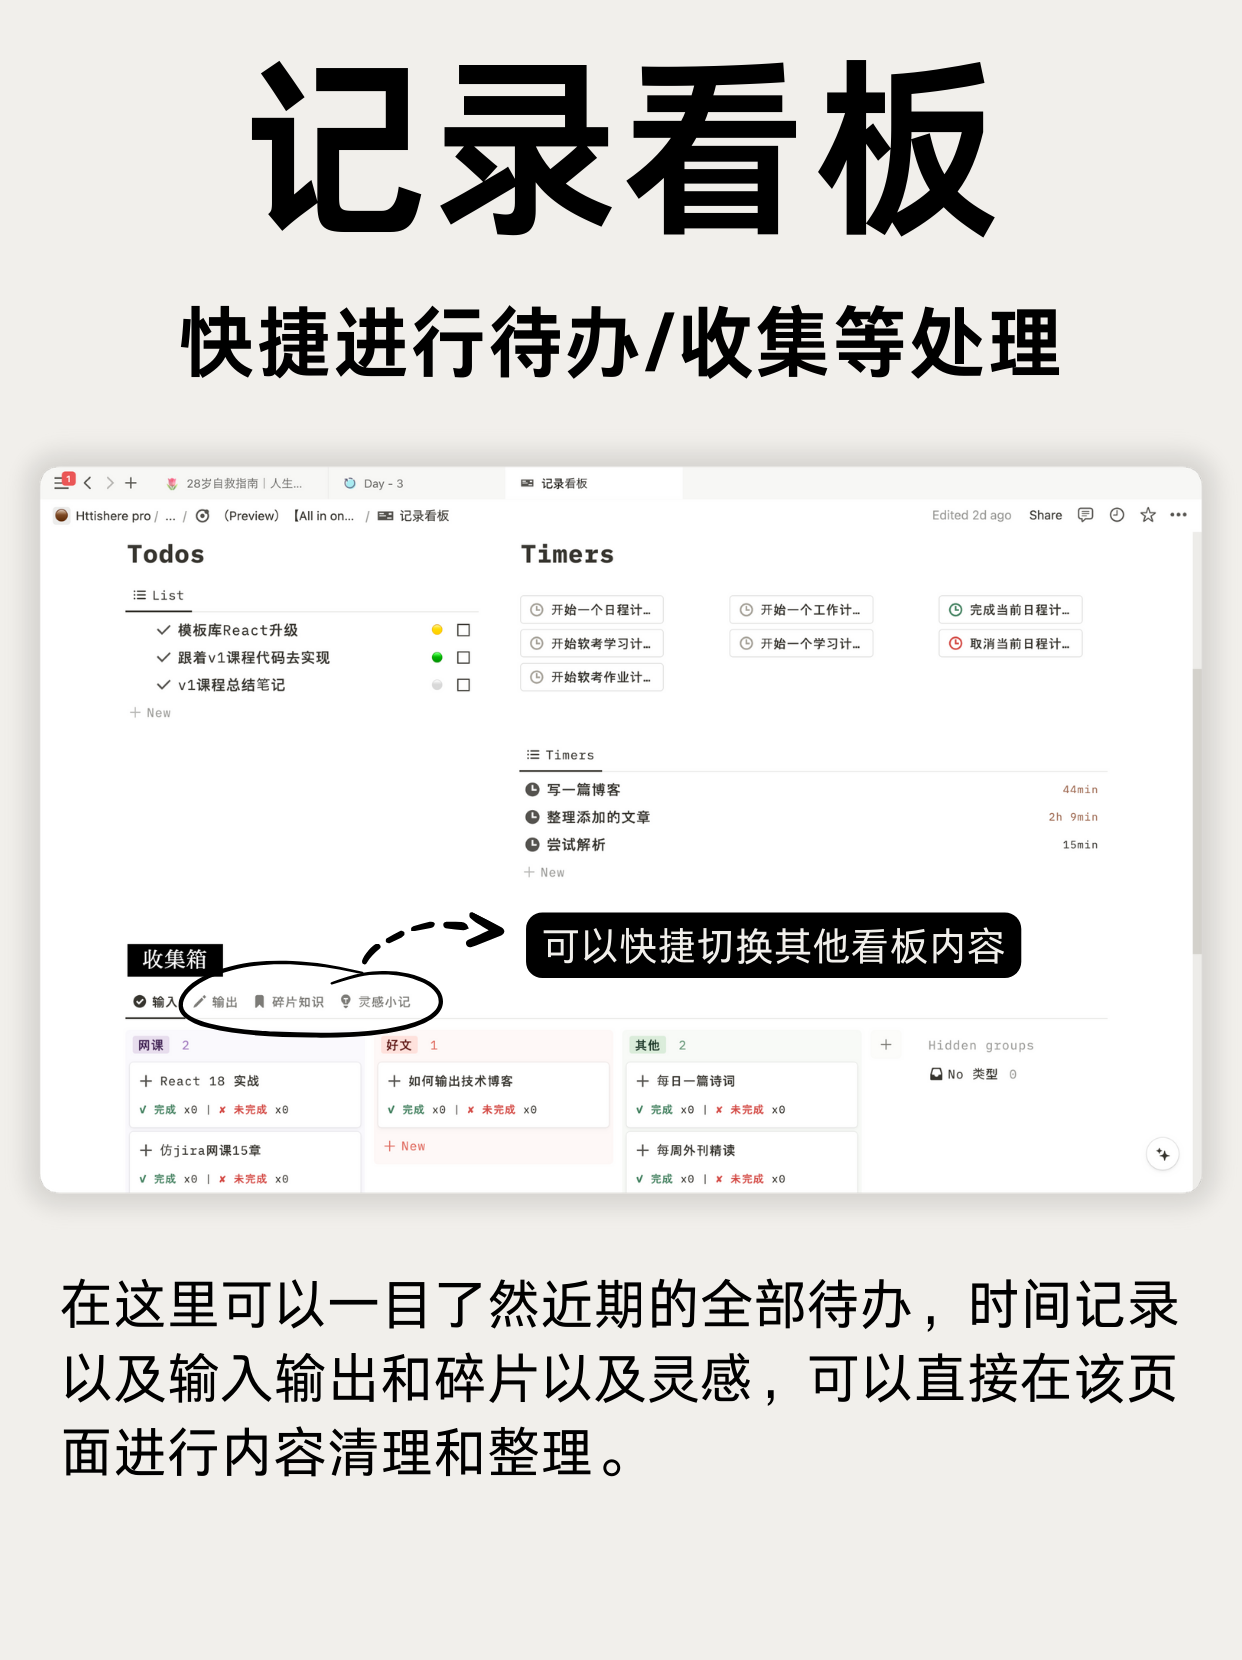 记录看板
快捷进行待办/收集等处理
1
28岁自救指南｜人生...
Day - 3
记录看板
Httishere pro / ... / （Preview）【All in on... / 记录看板
Edited 2d ago Share
Todos
List
模板库React升级
跟着v1课程代码去实现
v1课程总结笔记
+ New
Timers
开始一个日程计...
开始一个工作计...
完成当前日程计...
开始软考学习计...
开始一个学习计...
取消当前日程计...
开始软考作业计...
Timers
写一篇博客 44min
整理添加的文章 2h 9min
尝试解析 15min
+ New
可以快捷切换其他看板内容
收集箱
输入 输出 碎片知识 灵感小记
网课 2
React 18 实战
√ 完成 x0 | ✘ 未完成 x0
仿jira网课15章
√ 完成 x0 | ✘ 未完成 x0
好文 1
如何输出技术博客
√ 完成 x0 | ✘ 未完成 x0
+ New
其他 2
每日一篇诗词
√ 完成 x0 | ✘ 未完成 x0
每周外刊精读
√ 完成 x0 | ✘ 未完成 x0
Hidden groups
No 类型 0
在这里可以一目了然近期的全部待办，时间记录
以及输入输出和碎片以及灵感，可以直接在该页
面进行内容清理和整理。